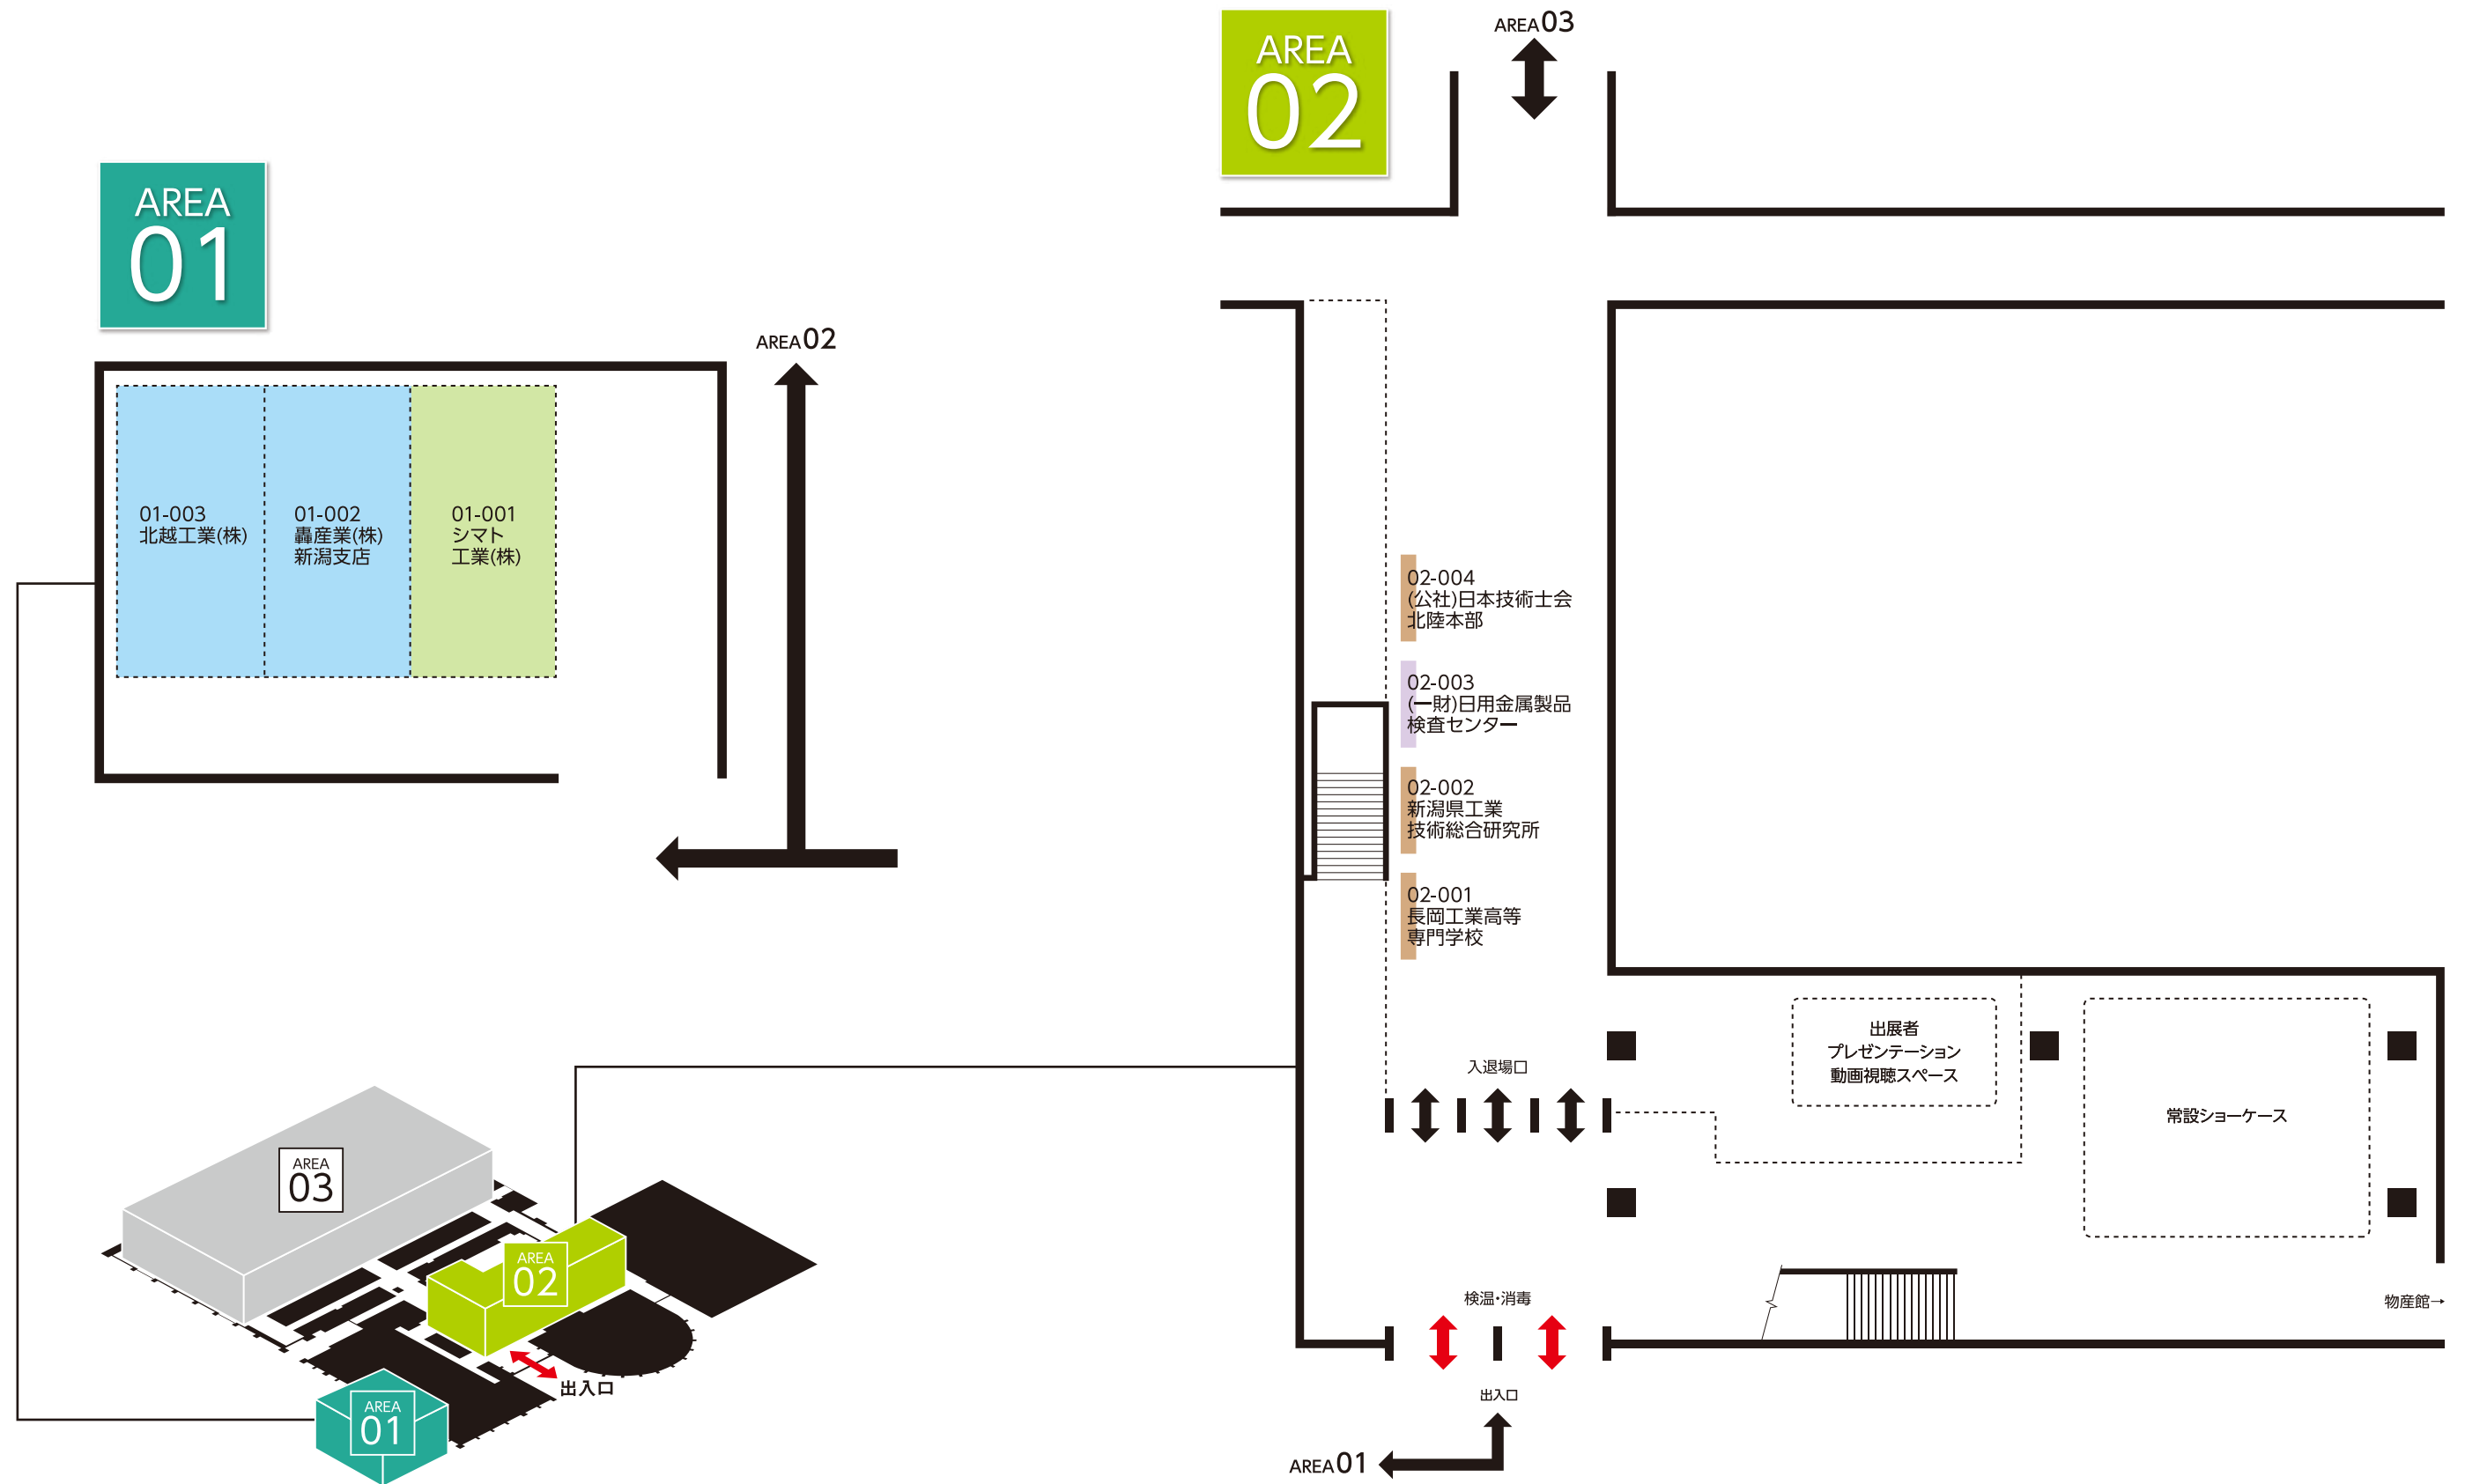 AREA
01
AREA02
01-003
北越工業(株)
01-002
轟産業(株)
新潟支店
01-001
シマト
工業(株)
AREA
02
AREA03
02-004
(公社)日本技術士会
北陸本部
02-003
(一財)日用金属製品
検査センター
02-002
新潟県工業
技術総合研究所
02-001
長岡工業高等
専門学校
入退場口
出展者
プレゼンテーション
動画視聴スペース
常設ショーケース
検温・消毒
物産館→
出入口
AREA01
AREA
03
AREA
02
出入口
AREA
01